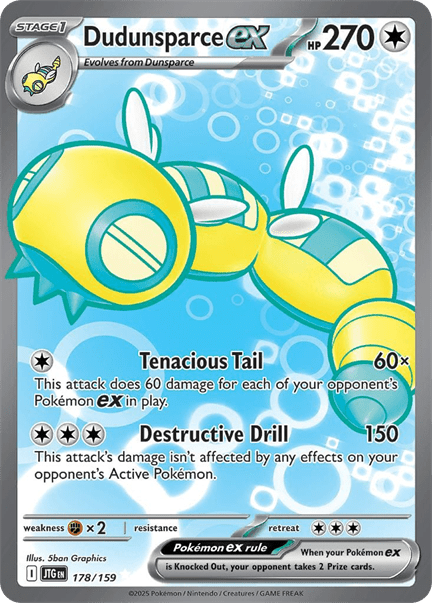 STAGE 1 Dudunsparce ex HP 270
Evolves from Dunsparce
Tenacious Tail 60×
This attack does 60 damage for each of your opponent's
Pokémon ex in play.
Destructive Drill 150
This attack's damage isn't affected by any effects on your
opponent's Active Pokémon.
weakness ×2 resistance retreat
Illus. 5ban Graphics
I JTG EN 178/159
Pokémon ex rule When your Pokémon ex
is Knocked Out, your opponent takes 2 Prize cards.
©2025 Pokémon / Nintendo / Creatures / GAME FREAK